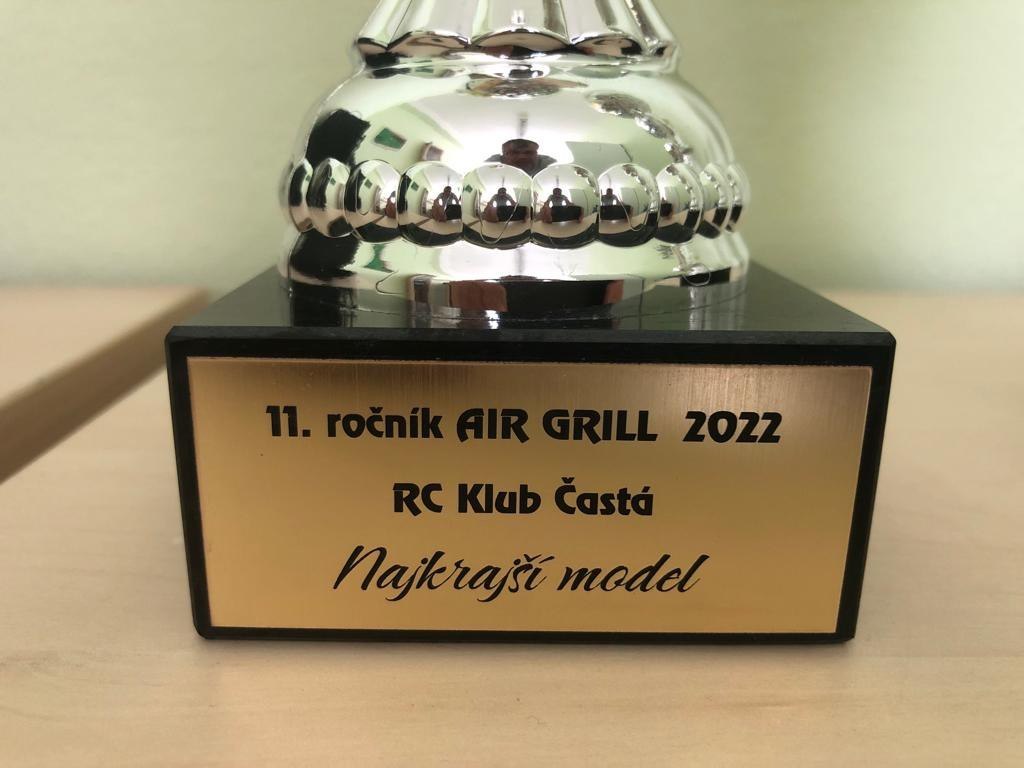 11. ročník AIR GRILL 2022
RC Klub Častá
Najkrajší model